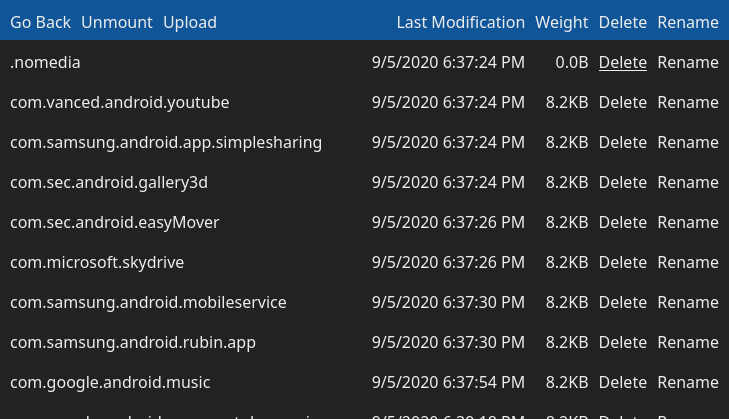 Go Back Unmount Upload Last Modification Weight Delete Rename
.nomedia 9/5/2020 6:37:24 PM 0.0B Delete Rename
com.vanced.android.youtube 9/5/2020 6:37:24 PM 8.2KB Delete Rename
com.samsung.android.app.simplesharing 9/5/2020 6:37:24 PM 8.2KB Delete Rename
com.sec.android.gallery3d 9/5/2020 6:37:24 PM 8.2KB Delete Rename
com.sec.android.easyMover 9/5/2020 6:37:26 PM 8.2KB Delete Rename
com.microsoft.skydrive 9/5/2020 6:37:26 PM 8.2KB Delete Rename
com.samsung.android.mobileservice 9/5/2020 6:37:30 PM 8.2KB Delete Rename
com.samsung.android.rubin.app 9/5/2020 6:37:30 PM 8.2KB Delete Rename
com.google.android.music 9/5/2020 6:37:54 PM 8.2KB Delete Rename